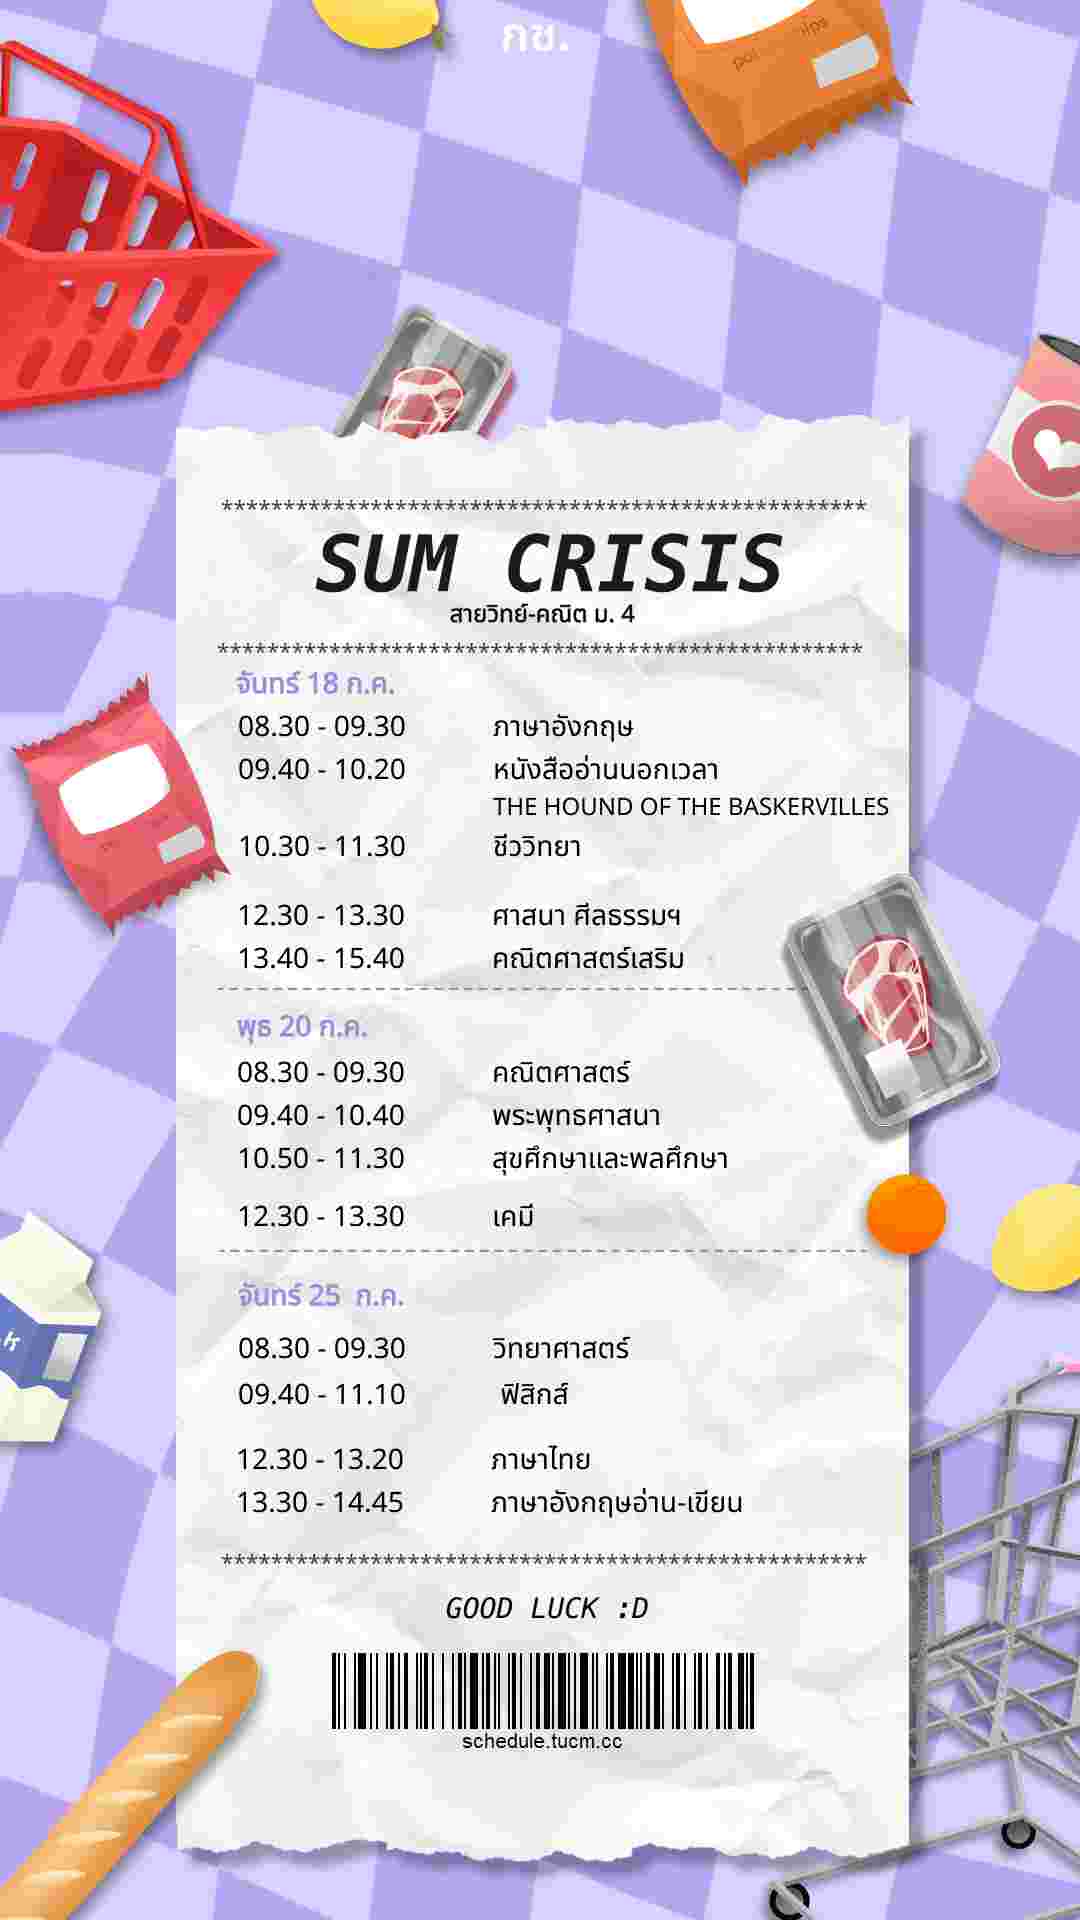 กช.
pot
ips
************************************************
SUM CRISIS
สายวิทย์-คณิต ม. 4
************************************************
จันทร์ 18 ก.ค.
08.30 - 09.30 ภาษาอังกฤษ
09.40 - 10.20 หนังสืออ่านนอกเวลา
THE HOUND OF THE BASKERVILLES
10.30 - 11.30 ชีววิทยา
12.30 - 13.30 ศาสนา ศีลธรรมฯ
13.40 - 15.40 คณิตศาสตร์เสริม
พุธ 20 ก.ค.
08.30 - 09.30 คณิตศาสตร์
09.40 - 10.40 พระพุทธศาสนา
10.50 - 11.30 สุขศึกษาและพลศึกษา
12.30 - 13.30 เคมี
จันทร์ 25 ก.ค.
08.30 - 09.30 วิทยาศาสตร์
09.40 - 11.10 ฟิสิกส์
12.30 - 13.20 ภาษาไทย
13.30 - 14.45 ภาษาอังกฤษอ่าน-เขียน
************************************************
GOOD LUCK :D
schedule.tucm.cc